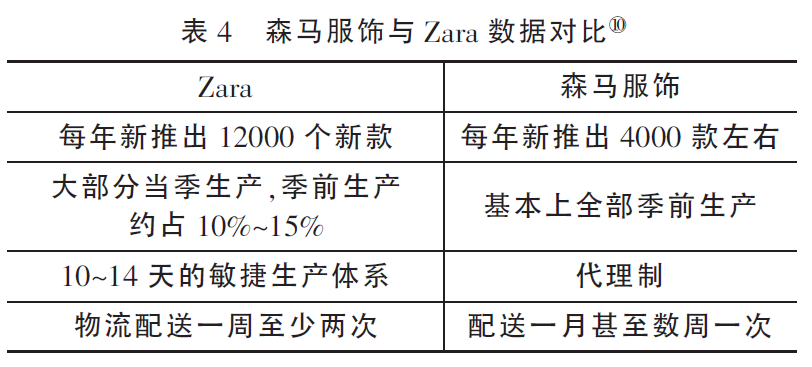 表 4 森马服饰与 Zara 数据对比⑩
Zara 森马服饰
每年新推出 12000 个新款 每年新推出 4000 款左右
大部分当季生产,季前生产
约占 10%~15%
基本上全部季前生产
10~14 天的敏捷生产体系 代理制
物流配送一周至少两次 配送一月甚至数周一次